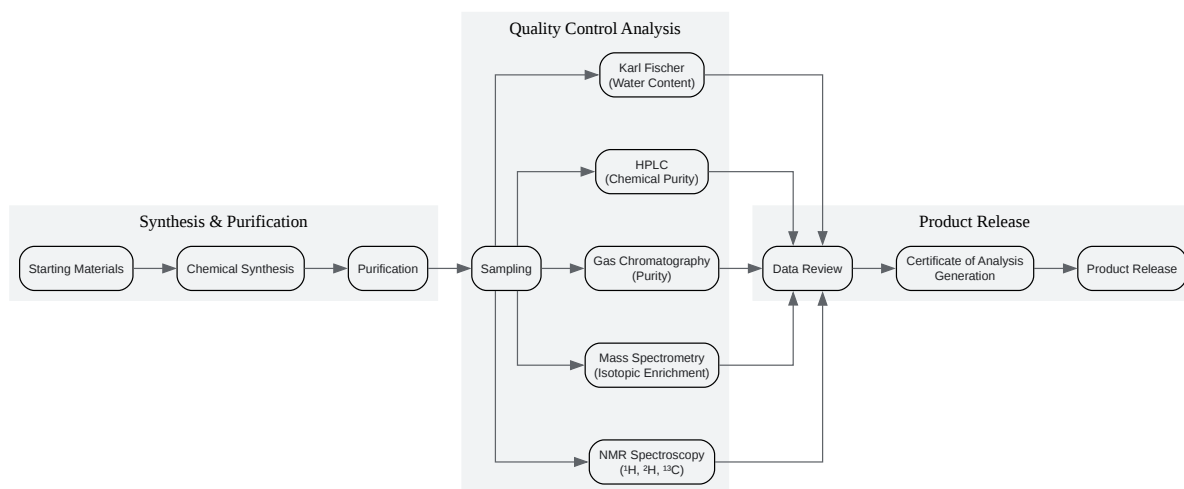 Quality Control Analysis
Karl Fischer
(Water Content)
HPLC
(Chemical Purity)
Synthesis & Purification
Product Release
Starting Materials
Chemical Synthesis
Purification
Sampling
Gas Chromatography
(Purity)
Data Review
Certificate of Analysis
Generation
Product Release
Mass Spectrometry
(Isotopic Enrichment)
NMR Spectroscopy
(¹H, ²H, ¹³C)